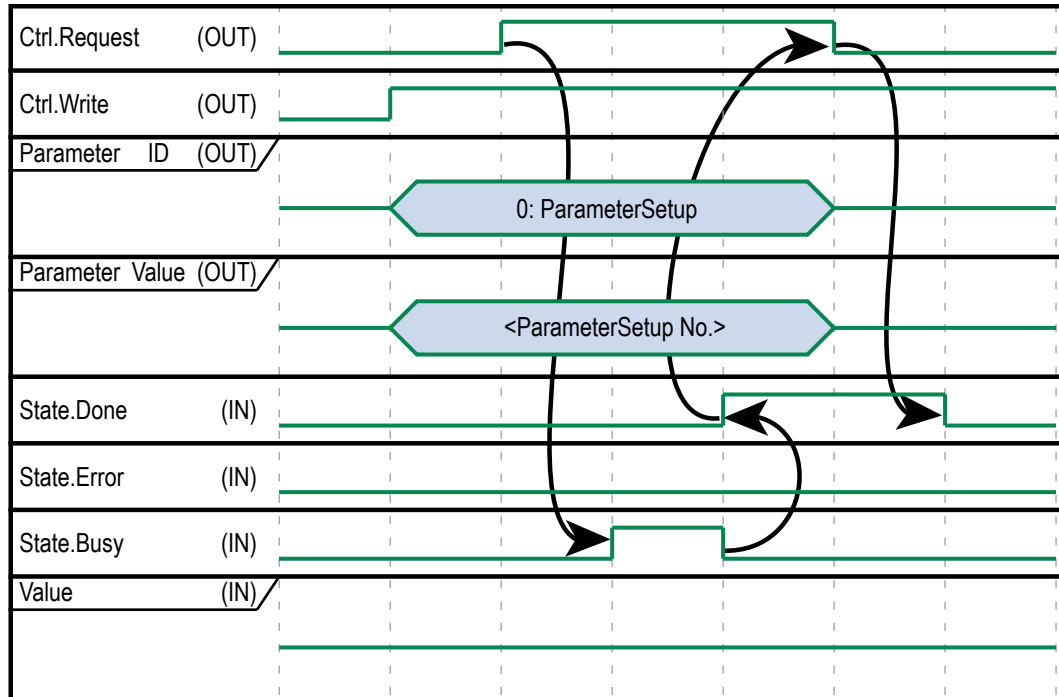 Ctrl.Request (OUT)
Ctrl.Write (OUT)
Parameter ID (OUT)
0: ParameterSetup
Parameter Value (OUT)
<ParameterSetup No.>
State.Done (IN)
State.Error (IN)
State.Busy (IN)
Value (IN)